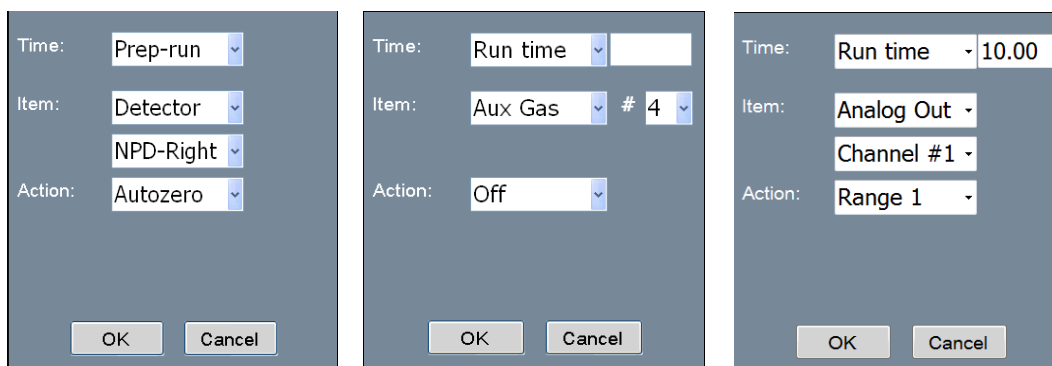 Time: Prep-run
Item: Detector
NPD-Right
Action: Autozero
OK Cancel
Time: Run time
Item: Aux Gas # 4
Action: Off
OK Cancel
Time: Run time 10.00
Item: Analog Out
Channel #1
Action: Range 1
OK Cancel